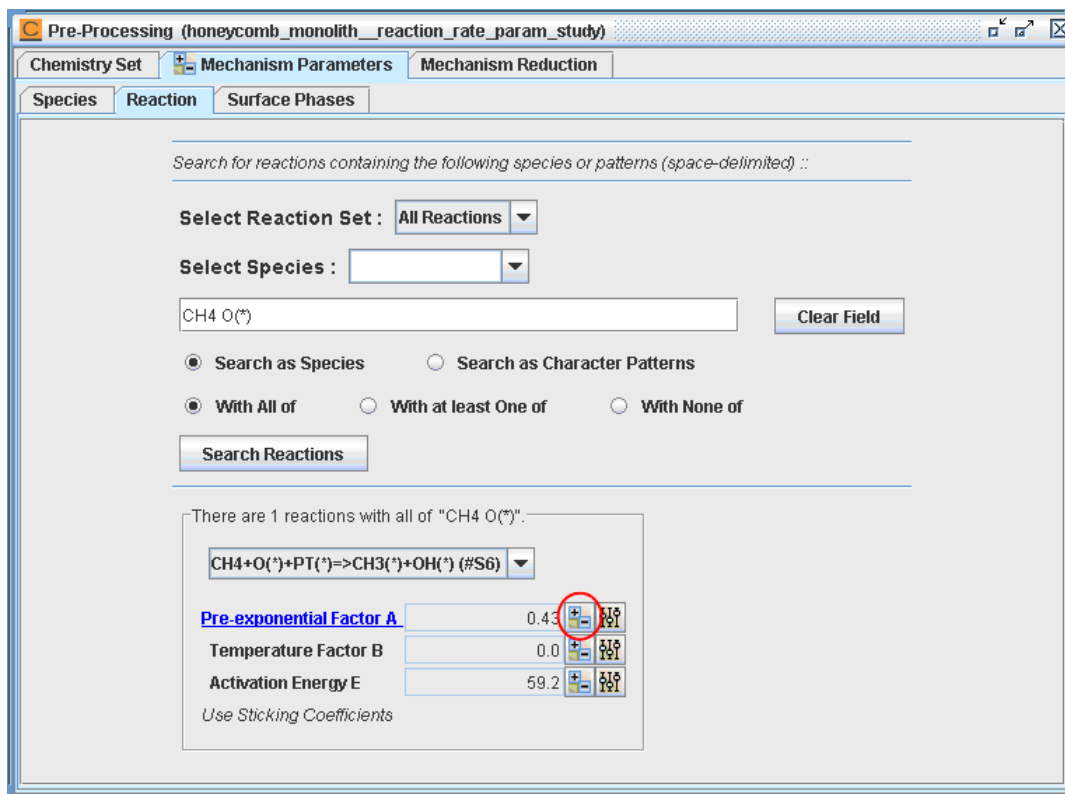 Pre-Processing (honeycomb_monolith__reaction_rate_param_study)
Chemistry Set Mechanism Parameters Mechanism Reduction
Species Reaction Surface Phases
Search for reactions containing the following species or patterns (space-delimited) ::
Select Reaction Set : All Reactions
Select Species :
CH4 O(*) Clear Field
Search as Species Search as Character Patterns
With All of With at least One of With None of
Search Reactions
There are 1 reactions with all of "CH4 O(*)".
CH4+O(*)+PT(*)=>CH3(*)+OH(*) (#S6)
Pre-exponential Factor A 0.43
Temperature Factor B 0.0
Activation Energy E 59.2
Use Sticking Coefficients